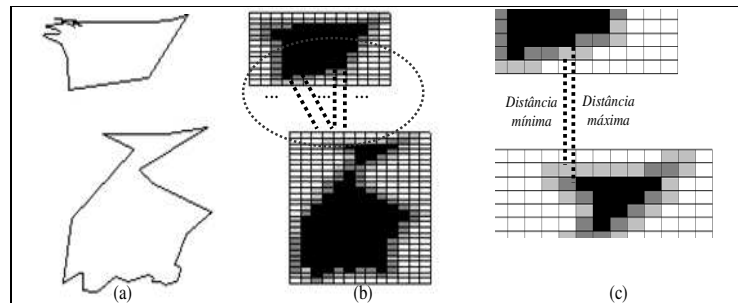 ... ... ...
Distância mínima
Distância máxima
(a)
(b)
(c)